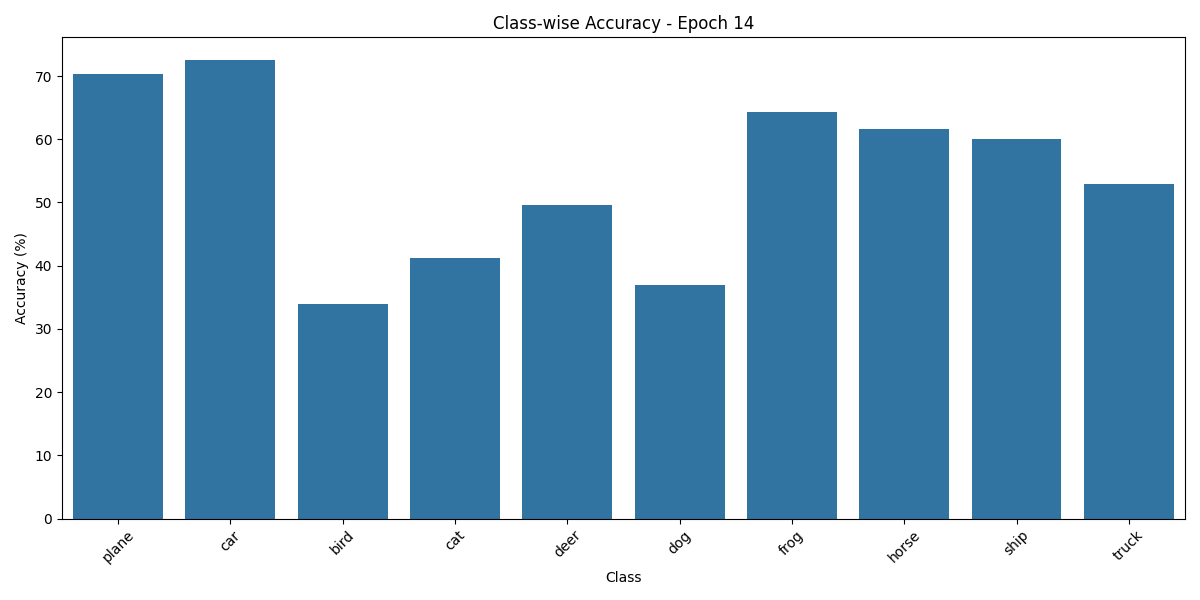 Class-wise Accuracy - Epoch 14
Accuracy (%)
70
60
50
40
30
20
10
0
plane
car
bird
cat
deer
dog
frog
horse
ship
truck
Class